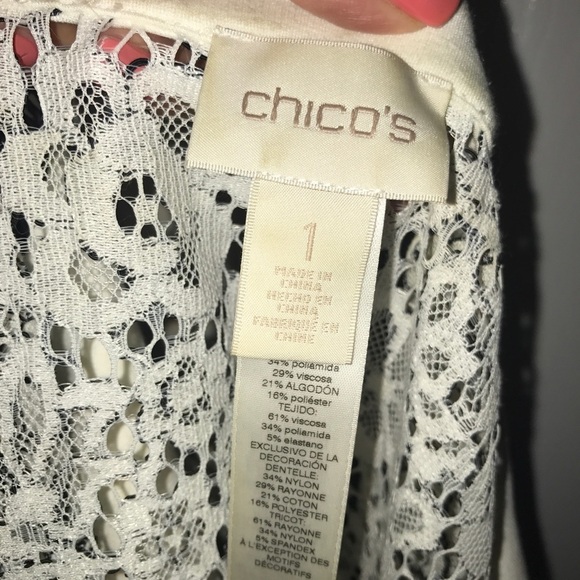 chico's
1
MADE IN
CHINA
HECHO EN
CHINA
FABRIQUÉ EN
CHINE
34% poliamida
29% viscosa
21% ALGODÓN
16% poliéster
TEJIDO:
61% viscosa
34% poliamida
5% elastano
EXCLUSIVO DE LA
DECORACIÓN
DENTELLE:
34% NYLON
29% RAYONNE
21% COTON
16% POLYESTER
TRICOT:
61% RAYONNE
34% NYLON
5% SPANDEX
À L'EXCEPTION DES
MOTIFS
DÉCORATIFS